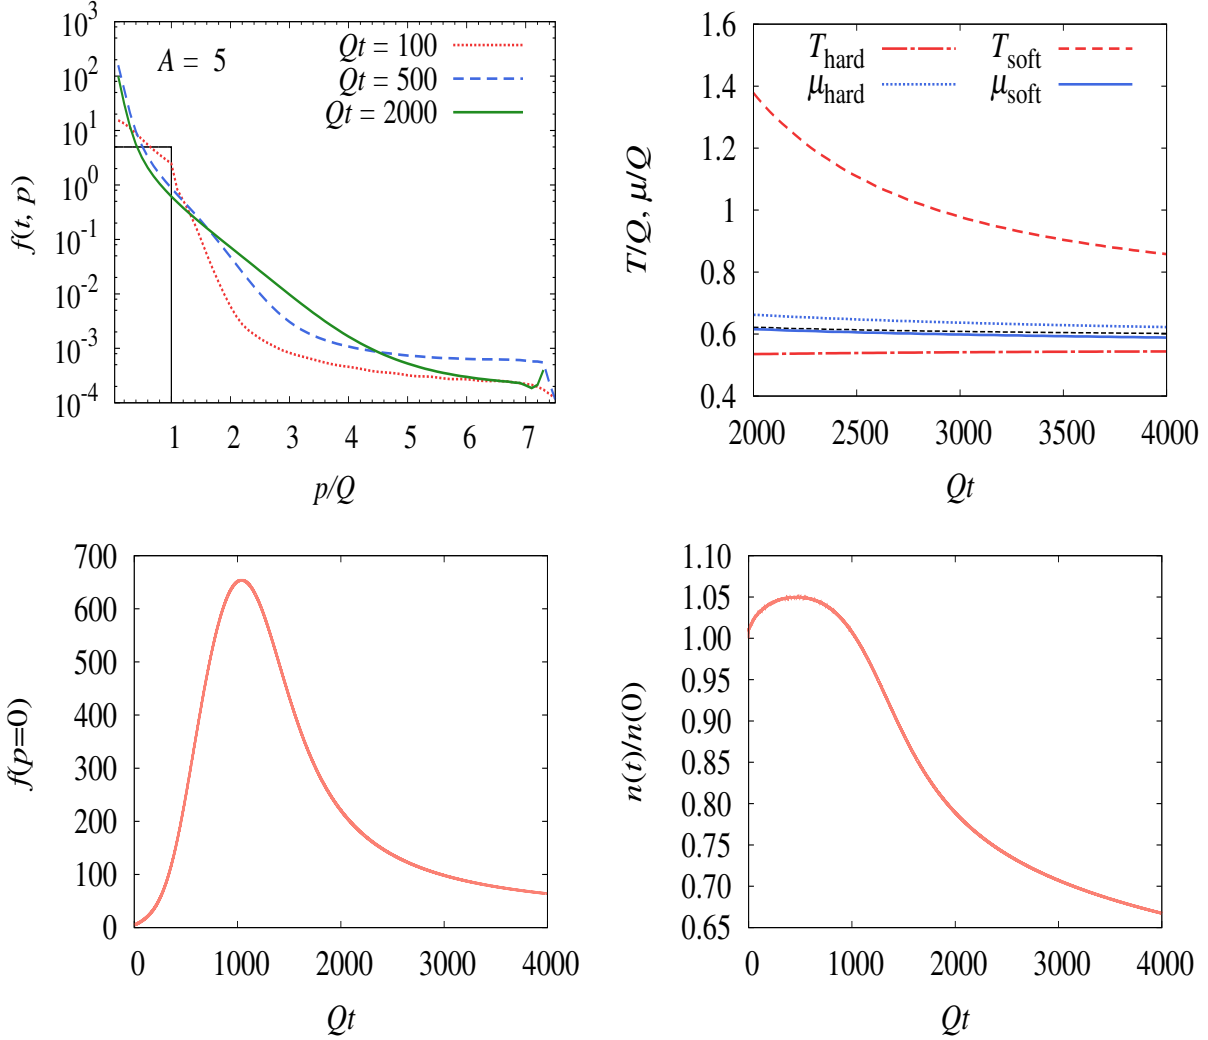 A = 5
Qt = 100
Qt = 500
Qt = 2000
f(t, p)
10^3
10^2
10^1
10^0
10^-1
10^-2
10^-3
10^-4
1 2 3 4 5 6 7
p/Q
T_hard T_soft
μ_hard μ_soft
T/Q, μ/Q
1.6
1.4
1.2
1
0.8
0.6
0.4
2000 2500 3000 3500 4000
Qt
f(p=0)
700
600
500
400
300
200
100
0
0 1000 2000 3000 4000
Qt
n(t)/n(0)
1.10
1.05
1.00
0.95
0.90
0.85
0.80
0.75
0.70
0.65
0 1000 2000 3000 4000
Qt